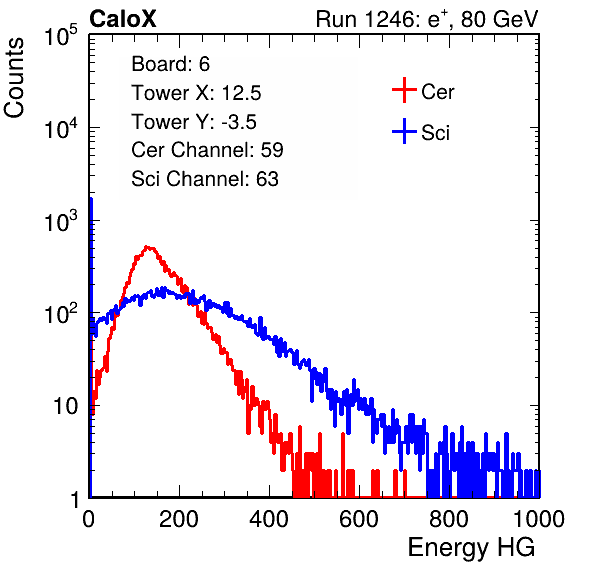 CaloX Run 1246: e⁺, 80 GeV
Counts
10⁵
10⁴
10³
10²
10
1
Board: 6
Tower X: 12.5
Tower Y: -3.5
Cer Channel: 59
Sci Channel: 63
Cer
Sci
0 200 400 600 800 1000
Energy HG